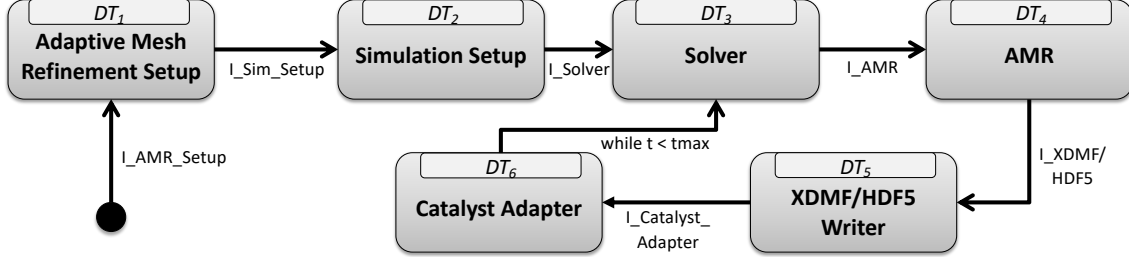 DT1
Adaptive Mesh
Refinement Setup
I_Sim_Setup
DT2
Simulation Setup
I_Solver
DT3
Solver
I_AMR
DT4
AMR
I_AMR_Setup
while t < tmax
I_XDMF/
HDF5
DT6
Catalyst Adapter
I_Catalyst_
Adapter
DT5
XDMF/HDF5
Writer